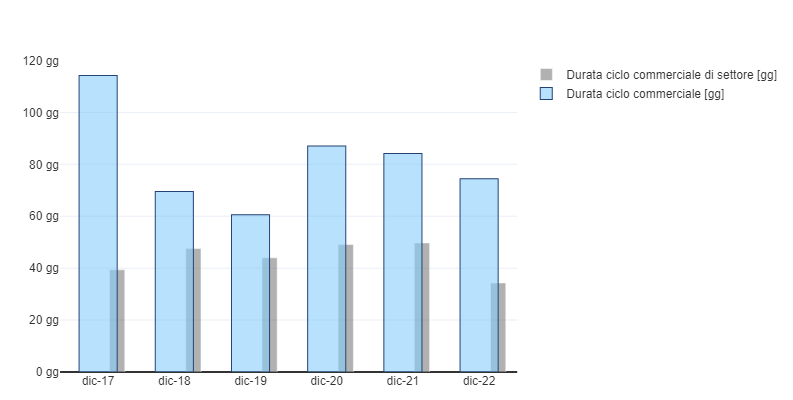 120 gg
100 gg
80 gg
60 gg
40 gg
20 gg
0 gg
dic-17 dic-18 dic-19 dic-20 dic-21 dic-22
Durata ciclo commerciale di settore [gg]
Durata ciclo commerciale [gg]